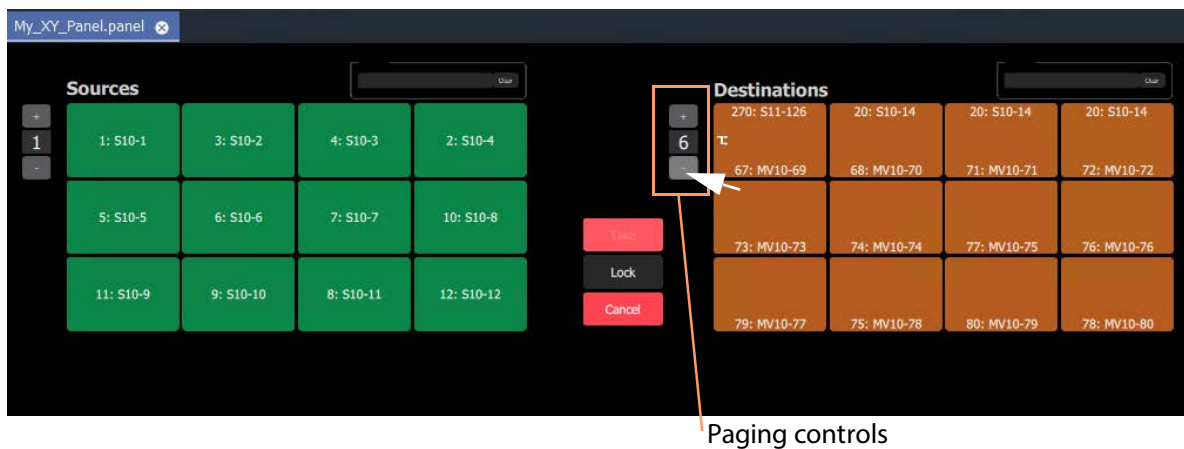 My_XY_Panel.panel
Sources
Clear
Destinations
Clear
+
1
-
1: S10-1
3: S10-2
4: S10-3
2: S10-4
5: S10-5
6: S10-6
7: S10-7
10: S10-8
11: S10-9
9: S10-10
8: S10-11
12: S10-12
Take
Lock
Cancel
+
6
-
270: S11-126
20: S10-14
20: S10-14
20: S10-14
67: MV10-69
68: MV10-70
71: MV10-71
72: MV10-72
73: MV10-73
74: MV10-74
77: MV10-75
76: MV10-76
79: MV10-77
75: MV10-78
80: MV10-79
78: MV10-80
Paging controls